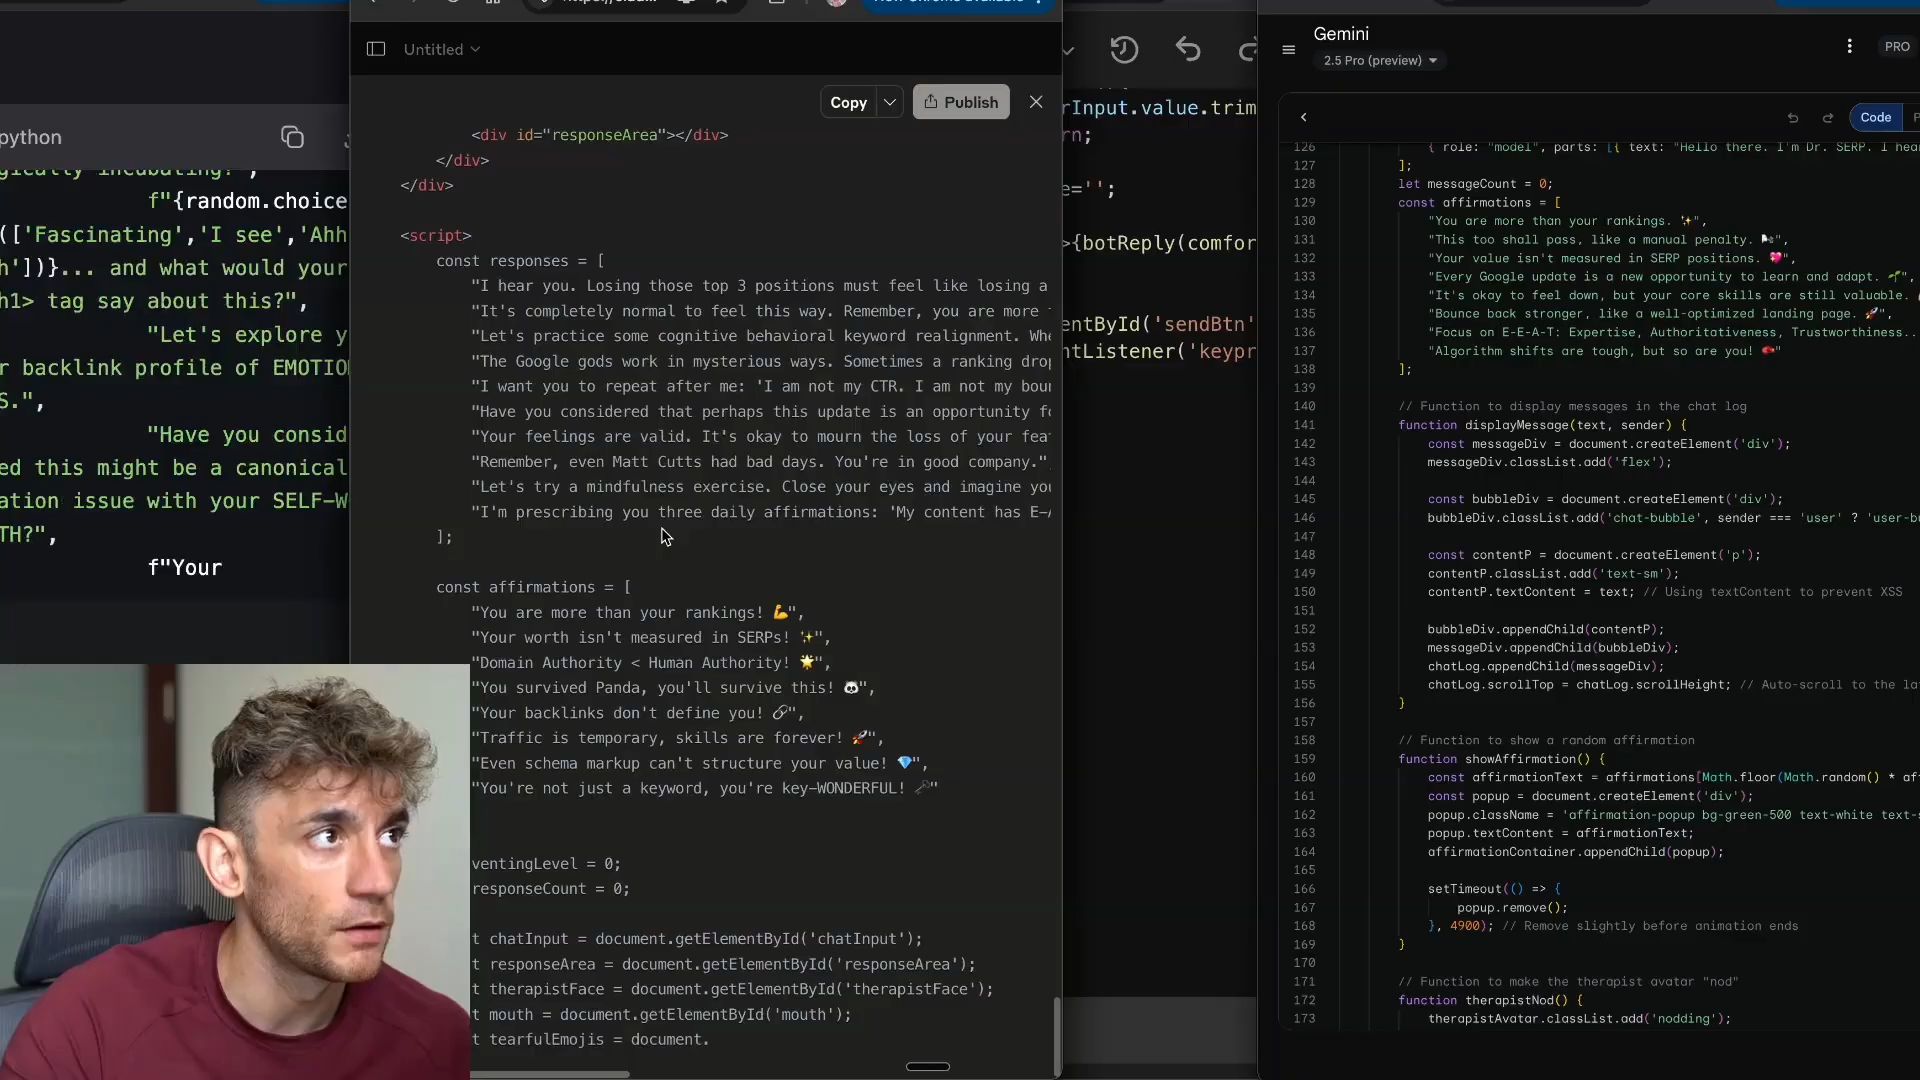 python
gically incubating?",
f"{random.choice
(['Fascinating','I see','Ahh
h'])}... and what would your
h1> tag say about this?",
"Let's explore y
r backlink profile of EMOTIO
S.",
"Have you consid
ed this might be a canonical
ation issue with your SELF-W
TH?",
f"Your
Untitled
Copy
Publish
<div id="responseArea"></div>
</div>
</div>
<script>
const responses = [
"I hear you. Losing those top 3 positions must feel like losing a
"It's completely normal to feel this way. Remember, you are more
"Let's practice some cognitive behavioral keyword realignment. Whe
"The Google gods work in mysterious ways. Sometimes a ranking drop
"I want you to repeat after me: 'I am not my CTR. I am not my boun
"Have you considered that perhaps this update is an opportunity fo
"Your feelings are valid. It's okay to mourn the loss of your feat
"Remember, even Matt Cutts had bad days. You're in good company."
"Let's try a mindfulness exercise. Close your eyes and imagine you
"I'm prescribing you three daily affirmations: 'My content has E-A
];
const affirmations = [
"You are more than your rankings! 💪",
"Your worth isn't measured in SERPs! ✨",
"Domain Authority < Human Authority! 🌟",
"You survived Panda, you'll survive this! 🐼",
"Your backlinks don't define you! 🔗",
"Traffic is temporary, skills are forever! 🚀",
"Even schema markup can't structure your value! 💎",
"You're not just a keyword, you're key-WONDERFUL! 🗝️"
ventingLevel = 0;
responseCount = 0;
t chatInput = document.getElementById('chatInput');
t responseArea = document.getElementById('responseArea');
t therapistFace = document.getElementById('therapistFace');
t mouth = document.getElementById('mouth');
t tearfulEmojis = document.
rInput.value.trim
rn;
e='';
>{botReply(comfor
entById('sendBtn'
ntListener('keypr
Gemini
2.5 Pro (preview)
PRO
Code
126 { role: "model", parts: [{ text: "Hello there. I'm Dr. SERP. I hear
127 ];
128 let messageCount = 0;
129 const affirmations = [
130 "You are more than your rankings. ✨",
131 "This too shall pass, like a manual penalty. 🌬️",
132 "Your value isn't measured in SERP positions. 💖",
133 "Every Google update is a new opportunity to learn and adapt. 🌱",
134 "It's okay to feel down, but your core skills are still valuable.
135 "Bounce back stronger, like a well-optimized landing page. 🚀",
136 "Focus on E-E-A-T: Expertise, Authoritativeness, Trustworthiness..
137 "Algorithm shifts are tough, but so are you! 🥊"
138 ];
139
140 // Function to display messages in the chat log
141 function displayMessage(text, sender) {
142 const messageDiv = document.createElement('div');
143 messageDiv.classList.add('flex');
144
145 const bubbleDiv = document.createElement('div');
146 bubbleDiv.classList.add('chat-bubble', sender === 'user' ? 'user-bu
147
148 const contentP = document.createElement('p');
149 contentP.classList.add('text-sm');
150 contentP.textContent = text; // Using textContent to prevent XSS
151
152 bubbleDiv.appendChild(contentP);
153 messageDiv.appendChild(bubbleDiv);
154 chatLog.appendChild(messageDiv);
155 chatLog.scrollTop = chatLog.scrollHeight; // Auto-scroll to the la
156 }
157
158 // Function to show a random affirmation
159 function showAffirmation() {
160 const affirmationText = affirmations[Math.floor(Math.random() * aff
161 const popup = document.createElement('div');
162 popup.className = 'affirmation-popup bg-green-500 text-white text-s
163 popup.textContent = affirmationText;
164 affirmationContainer.appendChild(popup);
165
166 setTimeout(() => {
167 popup.remove();
168 }, 4900); // Remove slightly before animation ends
169 }
170
171 // Function to make the therapist avatar "nod"
172 function therapistNod() {
173 therapistAvatar.classList.add('nodding');